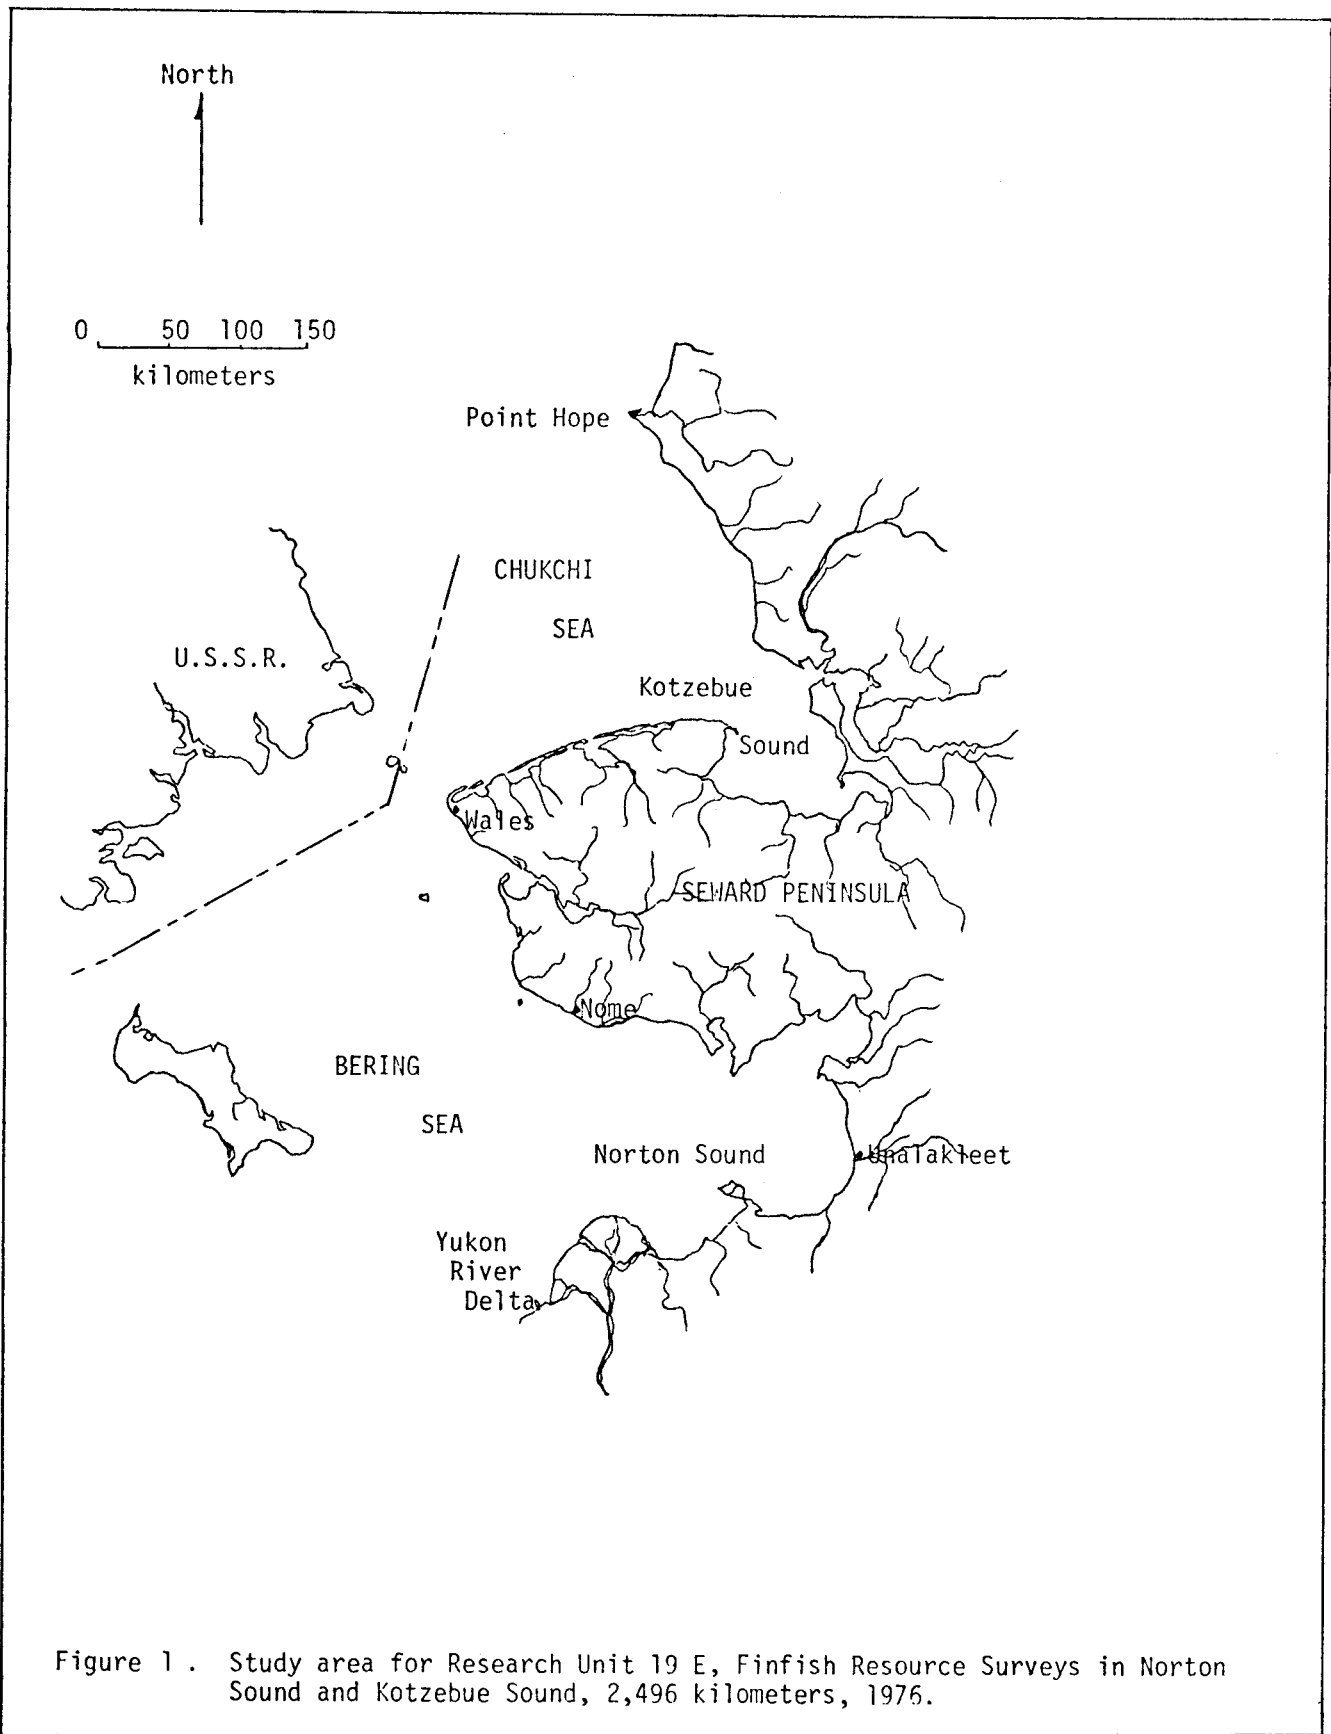 North
0 50 100 150
kilometers
Point Hope
CHUKCHI
SEA
U.S.S.R.
Kotzebue
Sound
Wales
SEWARD PENINSULA
Nome
BERING
SEA
Norton Sound
Unalakleet
Yukon
River
Delta
Figure 1. Study area for Research Unit 19 E, Finfish Resource Surveys in Norton
Sound and Kotzebue Sound, 2,496 kilometers, 1976.